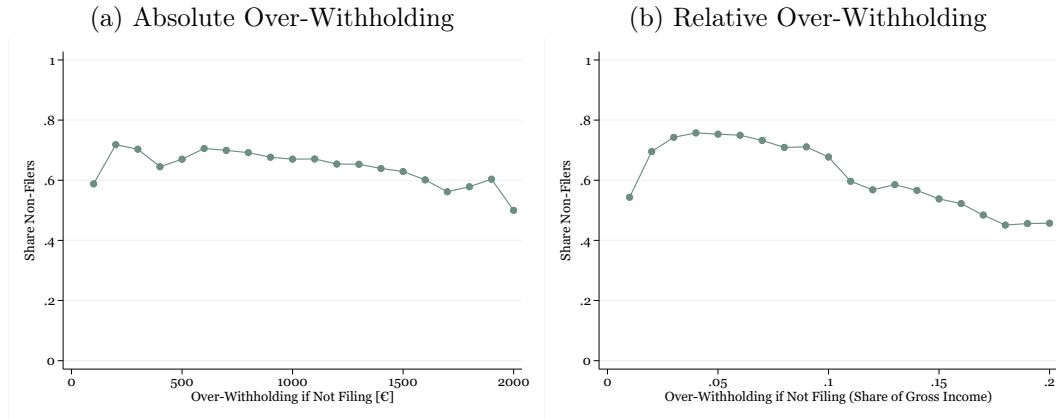 (a) Absolute Over-Withholding
1
.8
.6
.4
.2
0
Share Non-Filers
0 500 1000 1500 2000
Over-Withholding if Not Filing [€]
(b) Relative Over-Withholding
1
.8
.6
.4
.2
0
Share Non-Filers
0 .05 .1 .15 .2
Over-Withholding if Not Filing (Share of Gross Income)